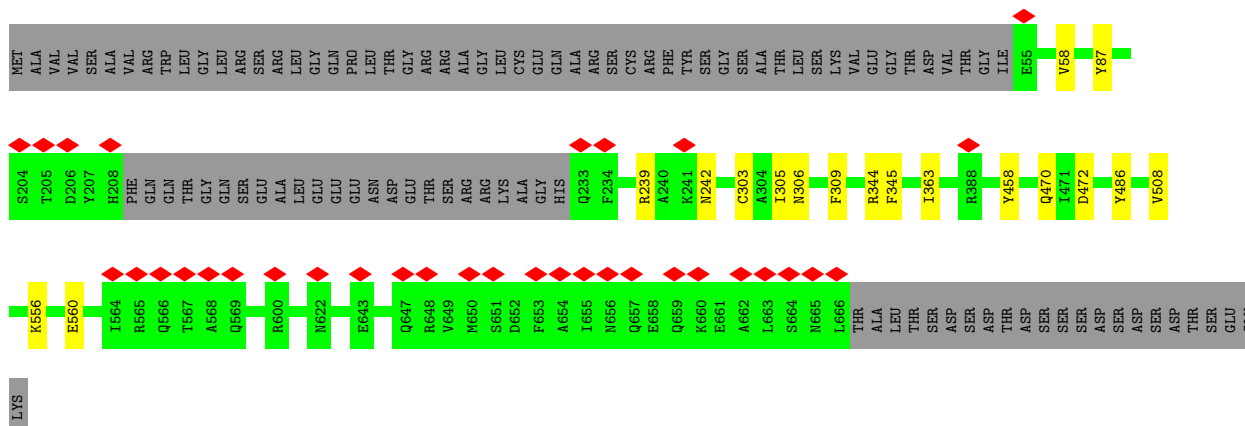 MET ALA VAL VAL SER ALA VAL ARG TRP LEU GLY LEU ARG SER ARG LEU GLY GLN PRO LEU THR GLY ARG ARG ALA GLY LEU CYS GLU GLN ALA ARG SER CYS ARG PHE TYR SER GLY SER ALA THR LEU SER LYS VAL GLU GLY THR ASP VAL THR GLY ILE E55 V58 Y87
S204 T205 D206 Y207 H208 PHE GLN GLN THR GLY GLN SER GLU ALA LEU GLU GLU GLU ASN ASP GLU THR SER ARG ARG LYS ALA GLY HIS Q233 F234 R239 A240 K241 N242 C303 A304 I305 N306 F309 R344 F345 I363 R388 Y458 Q470 I471 D472 Y486 V508
K556 E560 I564 R565 Q566 T567 A568 Q569 R600 N622 E643 Q647 R648 V649 M650 S651 D652 F653 A654 I655 N656 Q657 E658 Q659 K660 E661 A662 L663 S664 N665 L666 THR ALA LEU THR SER ASP SER ASP THR ASP SER SER SER ASP SER ASP SER ASP THR SER GLU
LYS